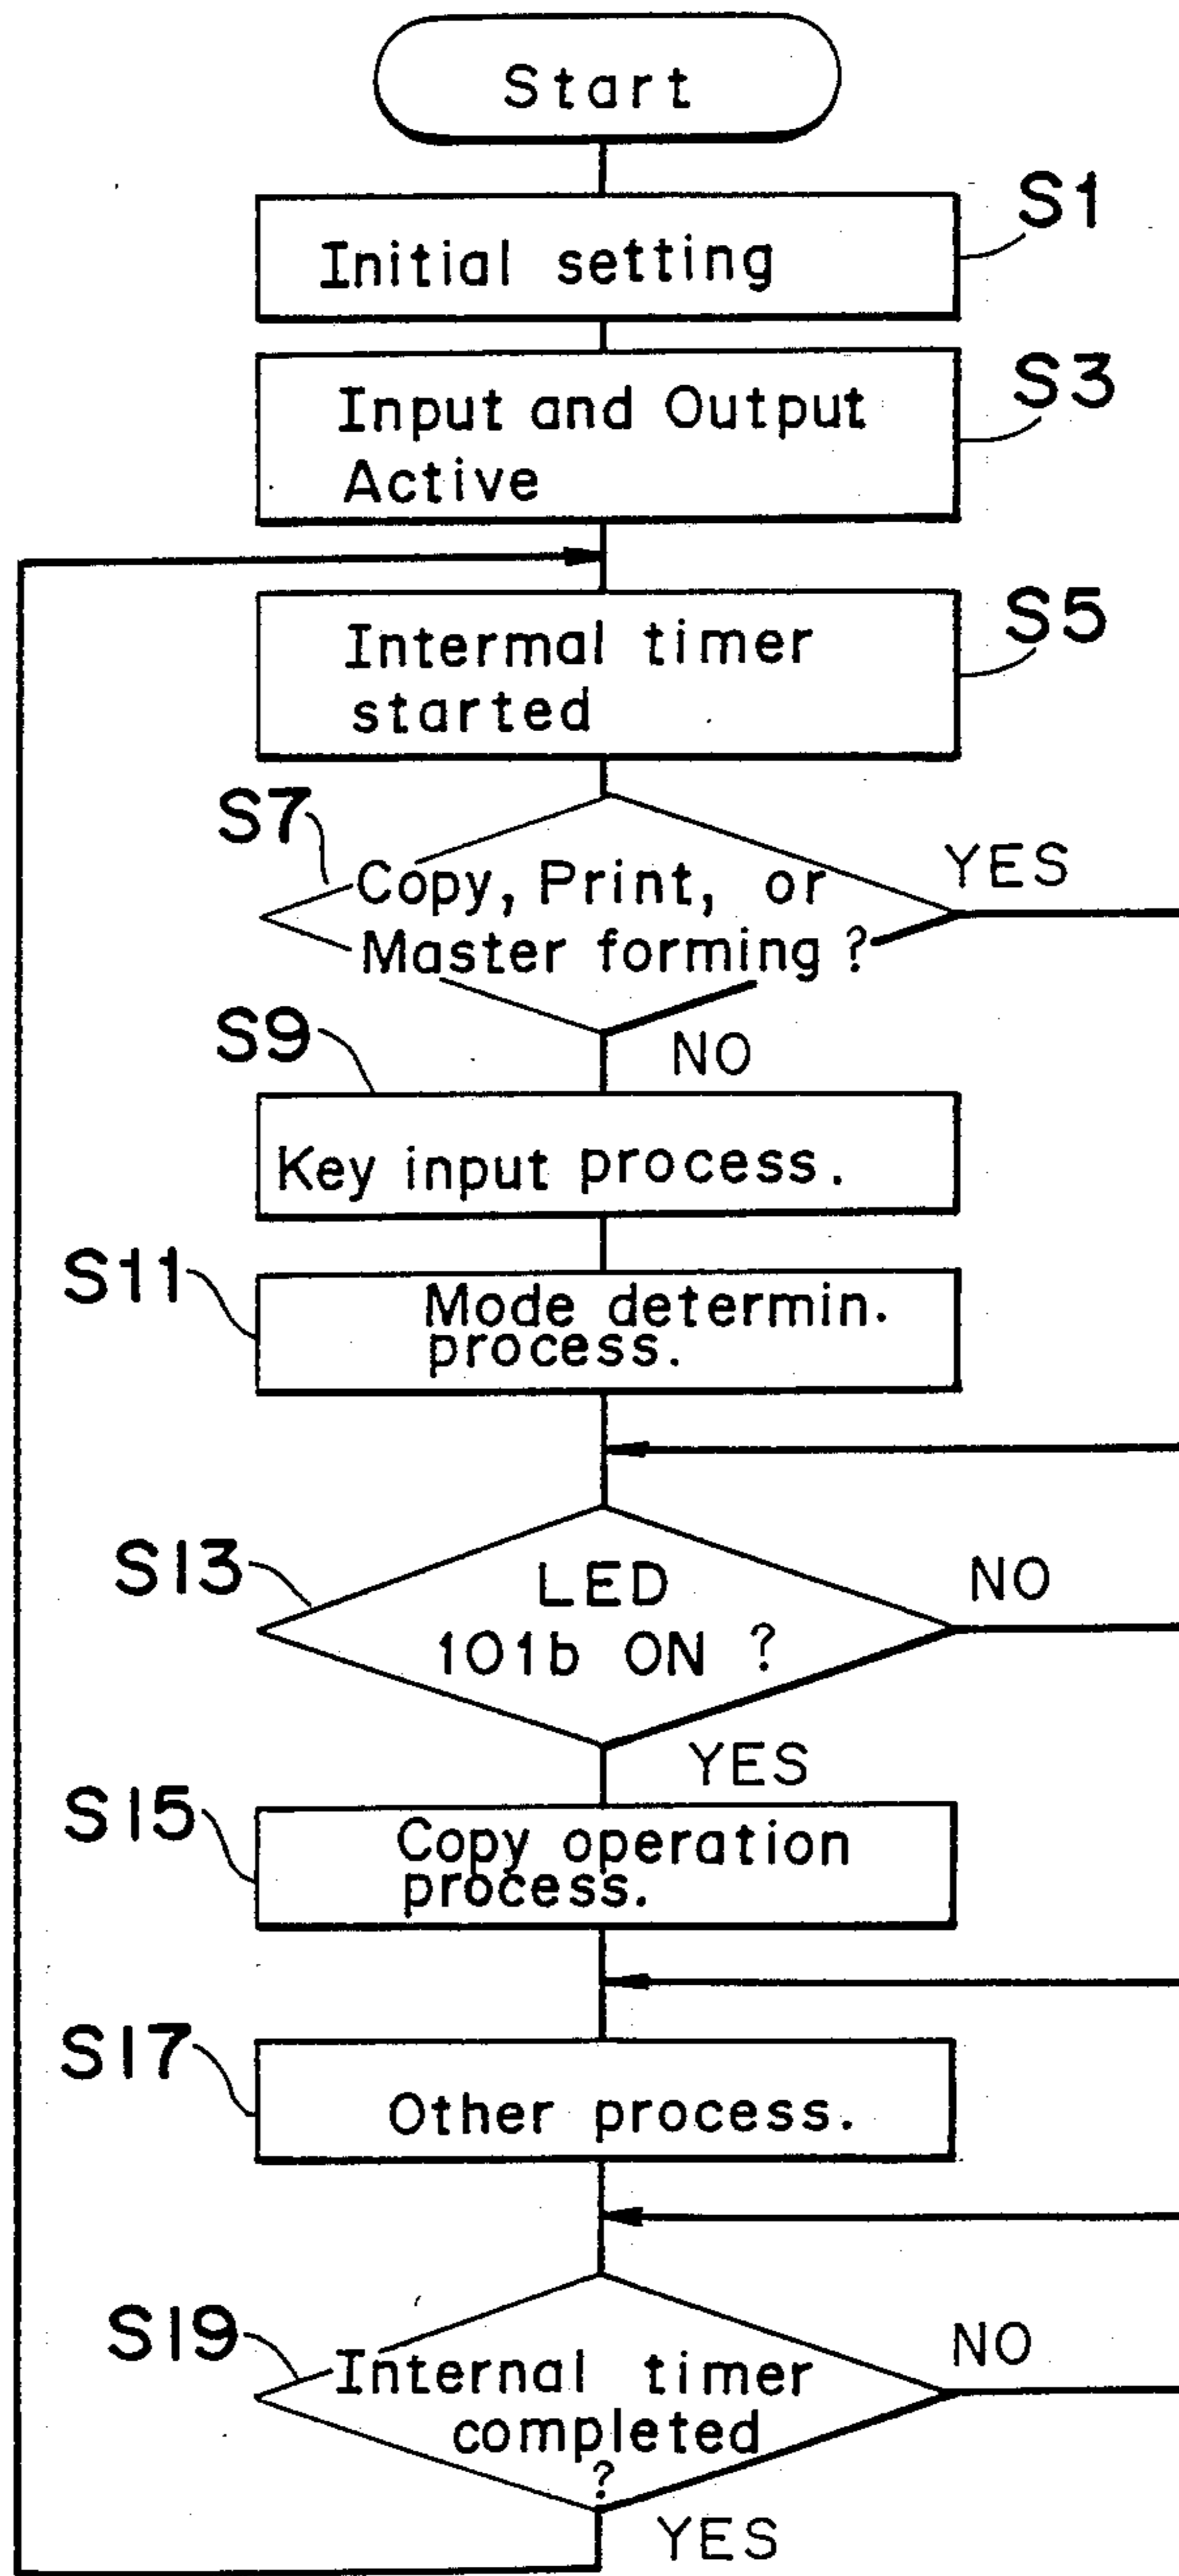 Start
S1
Initial setting
S3
Input and Output
Active
S5
Intermal timer
started
S7
Copy, Print, or
Master forming ?
YES
NO
S9
Key input process.
S11
Mode determin.
process.
S13
LED
101b ON ?
NO
YES
S15
Copy operation
process.
S17
Other process.
S19
Internal timer
completed
?
NO
YES